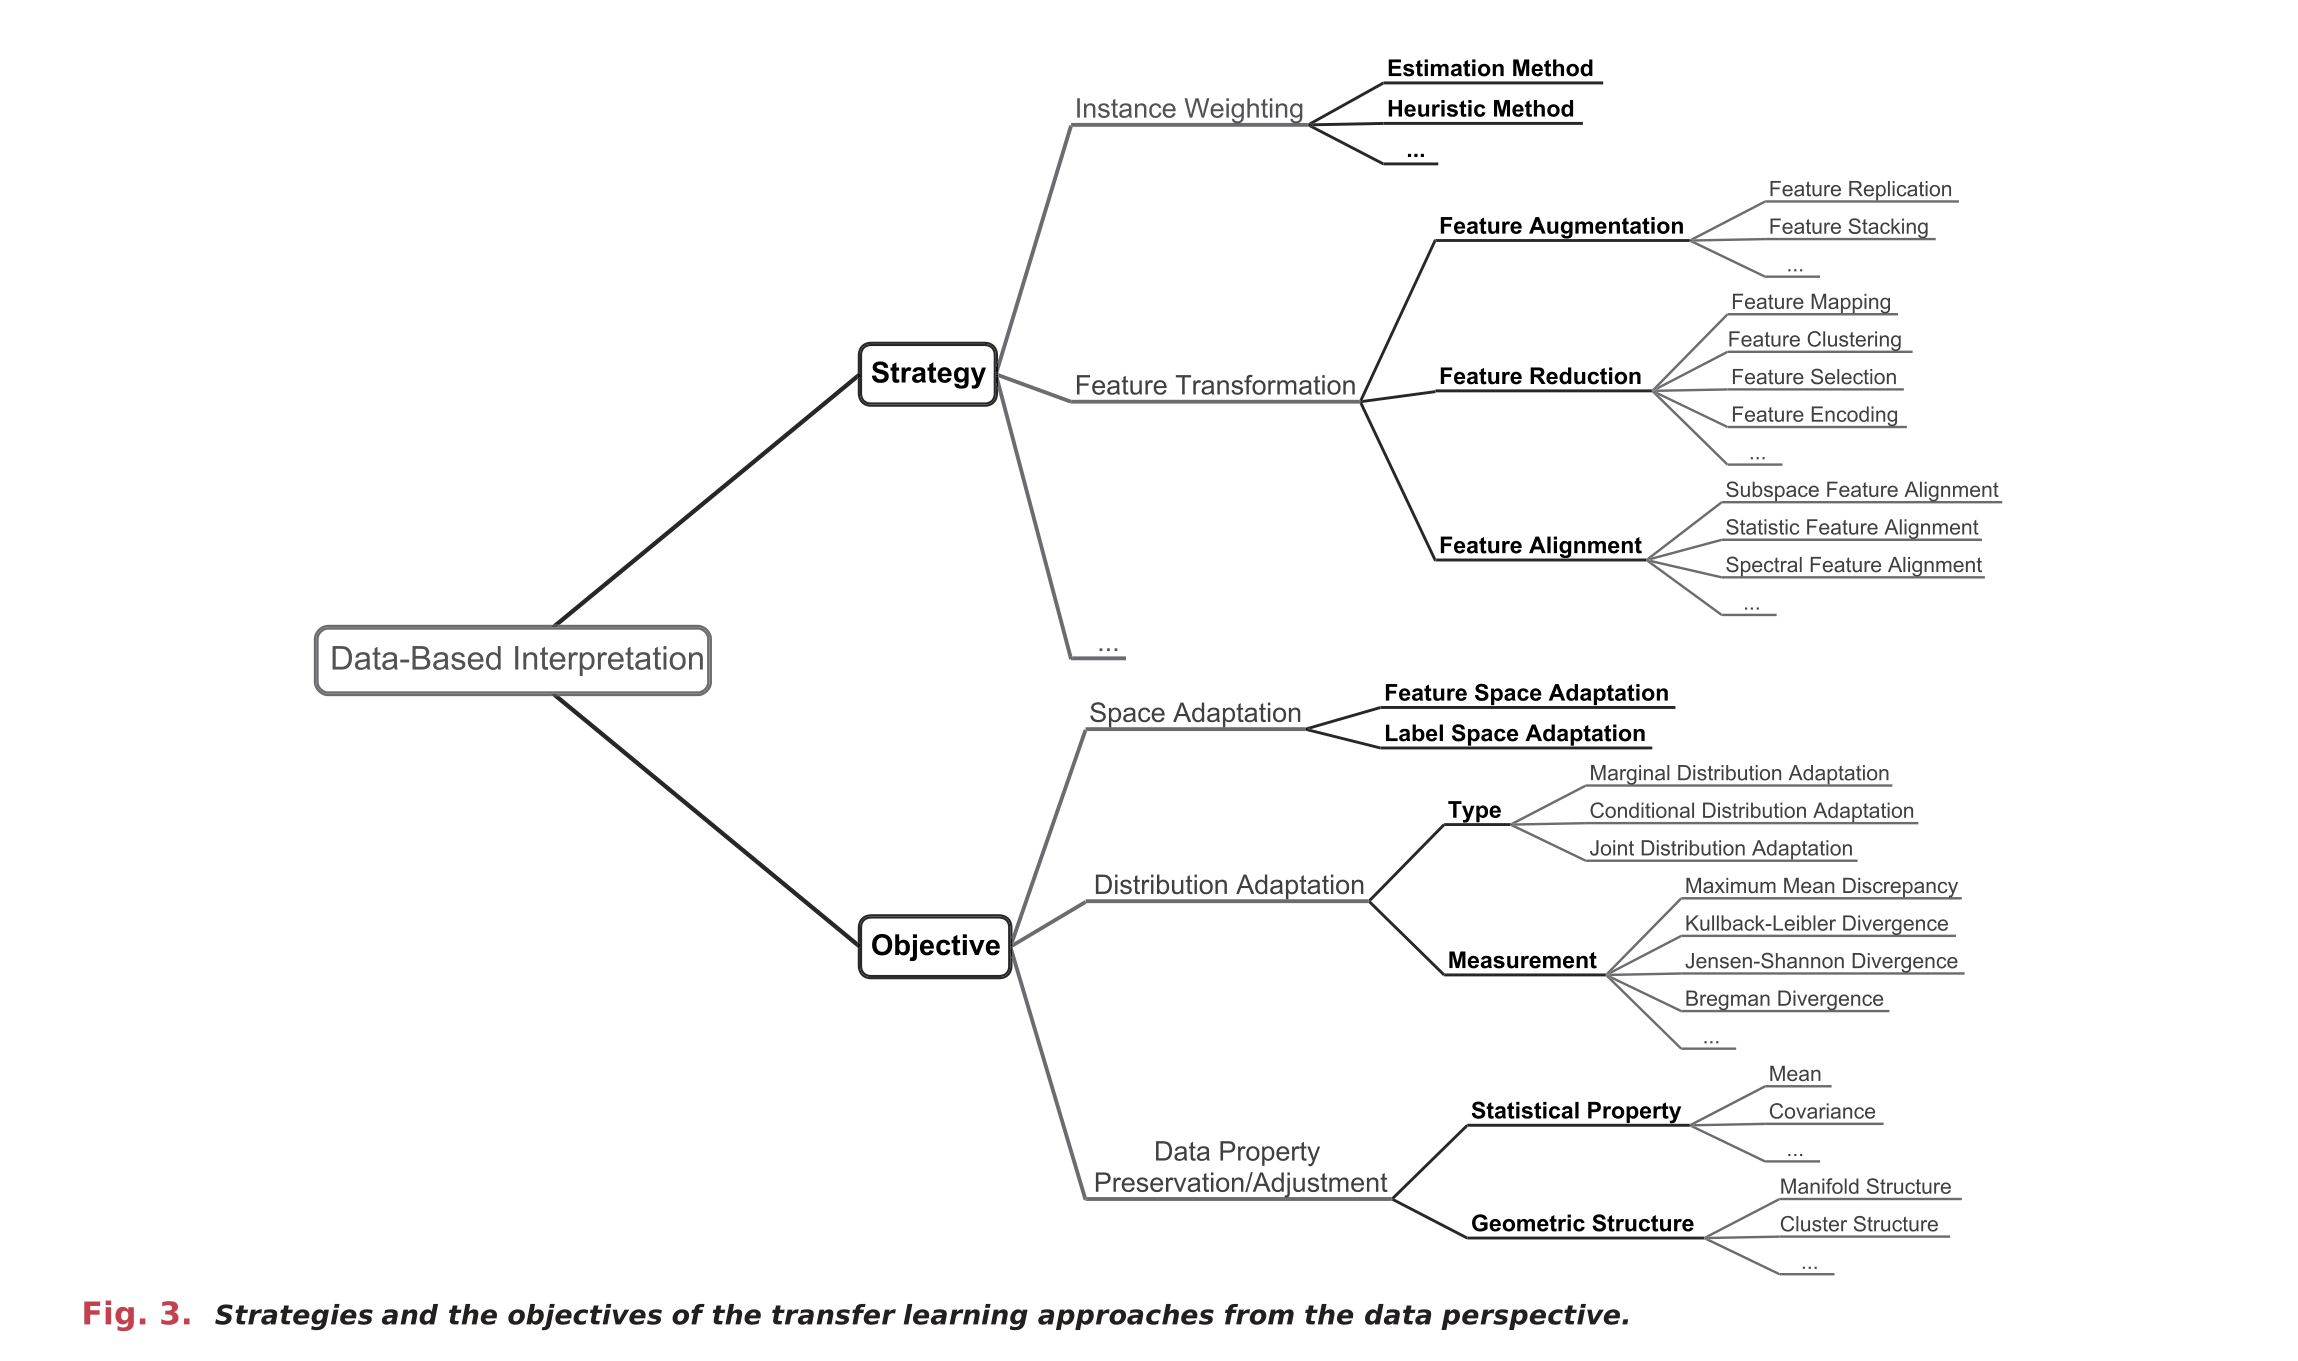 Estimation Method
Instance Weighting
Heuristic Method
...
Feature Replication
Feature Augmentation
Feature Stacking
...
Feature Mapping
Feature Clustering
Strategy
Feature Transformation
Feature Reduction
Feature Selection
Feature Encoding
...
Subspace Feature Alignment
Statistic Feature Alignment
Feature Alignment
Spectral Feature Alignment
...
...
Data-Based Interpretation
Feature Space Adaptation
Space Adaptation
Label Space Adaptation
Marginal Distribution Adaptation
Type
Conditional Distribution Adaptation
Joint Distribution Adaptation
Distribution Adaptation
Maximum Mean Discrepancy
Kullback-Leibler Divergence
Objective
Measurement
Jensen-Shannon Divergence
Bregman Divergence
...
Mean
Statistical Property
Covariance
...
Data Property
Preservation/Adjustment
Manifold Structure
Geometric Structure
Cluster Structure
...
Fig. 3. Strategies and the objectives of the transfer learning approaches from the data perspective.